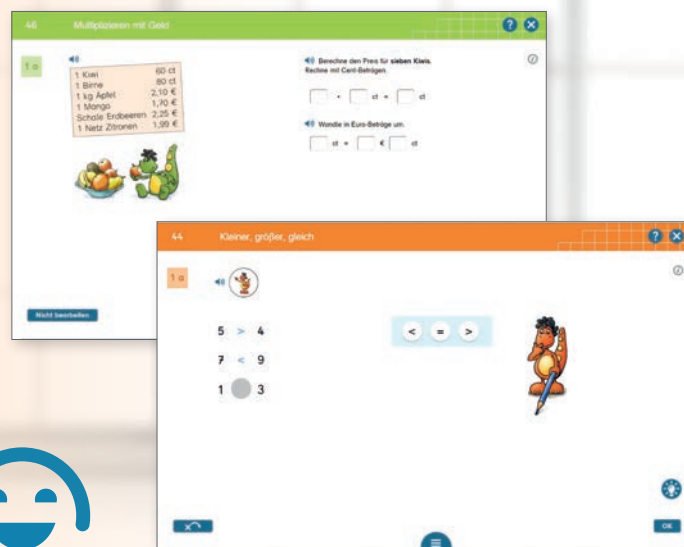 46 Multiplizieren mit Geld ? ×
1 a
1 Kiwi 60 ct
1 Birne 80 ct
1 kg Äpfel 2,10 €
1 Mango 1,70 €
Schale Erdbeeren 2,25 €
1 Netz Zitronen 1,99 €
Berechne den Preis für sieben Kiwis.
Rechne mit Cent-Beträgen.
· ct = ct
Wandle in Euro-Beträge um.
ct = € ct
Nicht bearbeiten
44 Kleiner, größer, gleich ? ×
1 a
5 > 4
7 < 9
1 3
< = >
OK